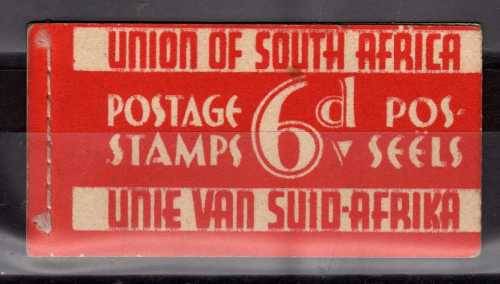 UNION OF SOUTH AFRICA
POSTAGE 6d POS-
STAMPS v SEËLS
UNIE VAN SUID-AFRIKA